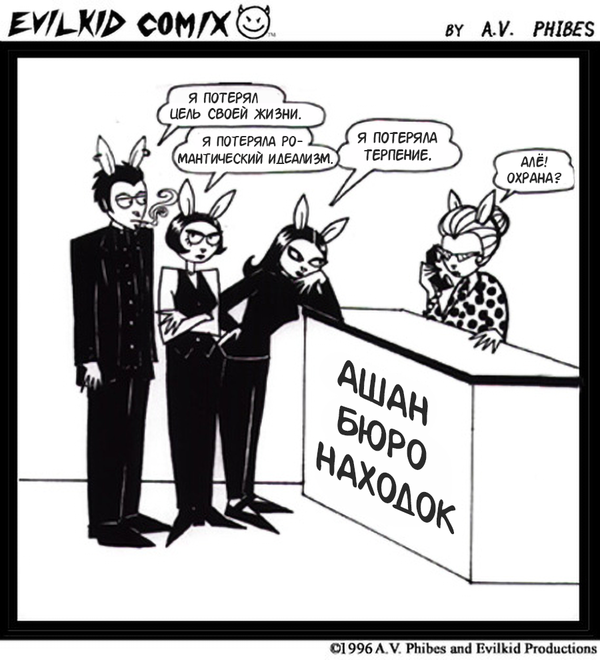 EVILKID COMIX TM
BY A.V. PHIBES
Я ПОТЕРЯЛ
ЦЕЛЬ СВОЕЙ ЖИЗНИ.
Я ПОТЕРЯЛА РО-
МАНТИЧЕСКИЙ ИДЕАЛИЗМ.
Я ПОТЕРЯЛА
ТЕРПЕНИЕ.
АЛЁ!
ОХРАНА?
АШАН
БЮРО
НАХОДОК
©1996 A.V. Phibes and Evilkid Productions